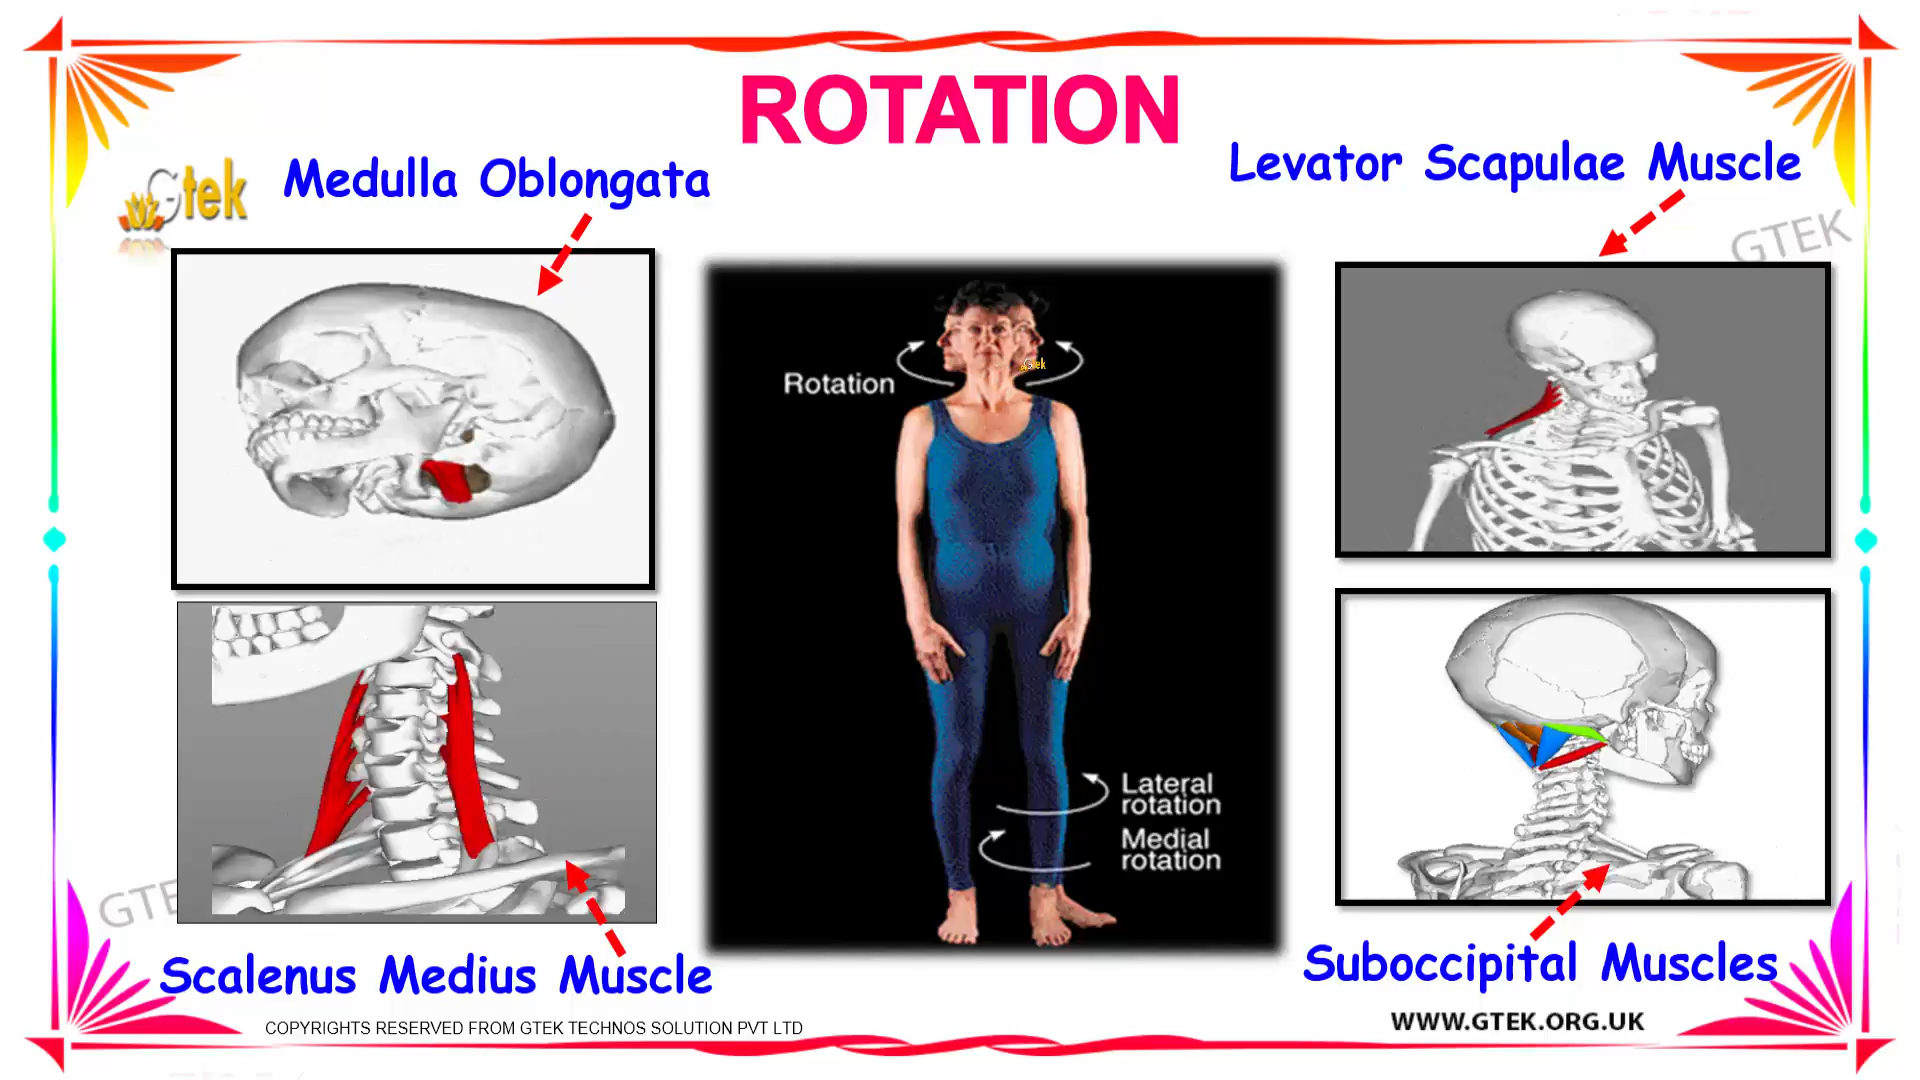 ROTATION
Gtek
Medulla Oblongata
Levator Scapulae Muscle
GTEK
Gtek
Rotation
Lateral
rotation
Medial
rotation
GTE
Scalenus Medius Muscle
Suboccipital Muscles
COPYRIGHTS RESERVED FROM GTEK TECHNOS SOLUTION PVT LTD
WWW.GTEK.ORG.UK